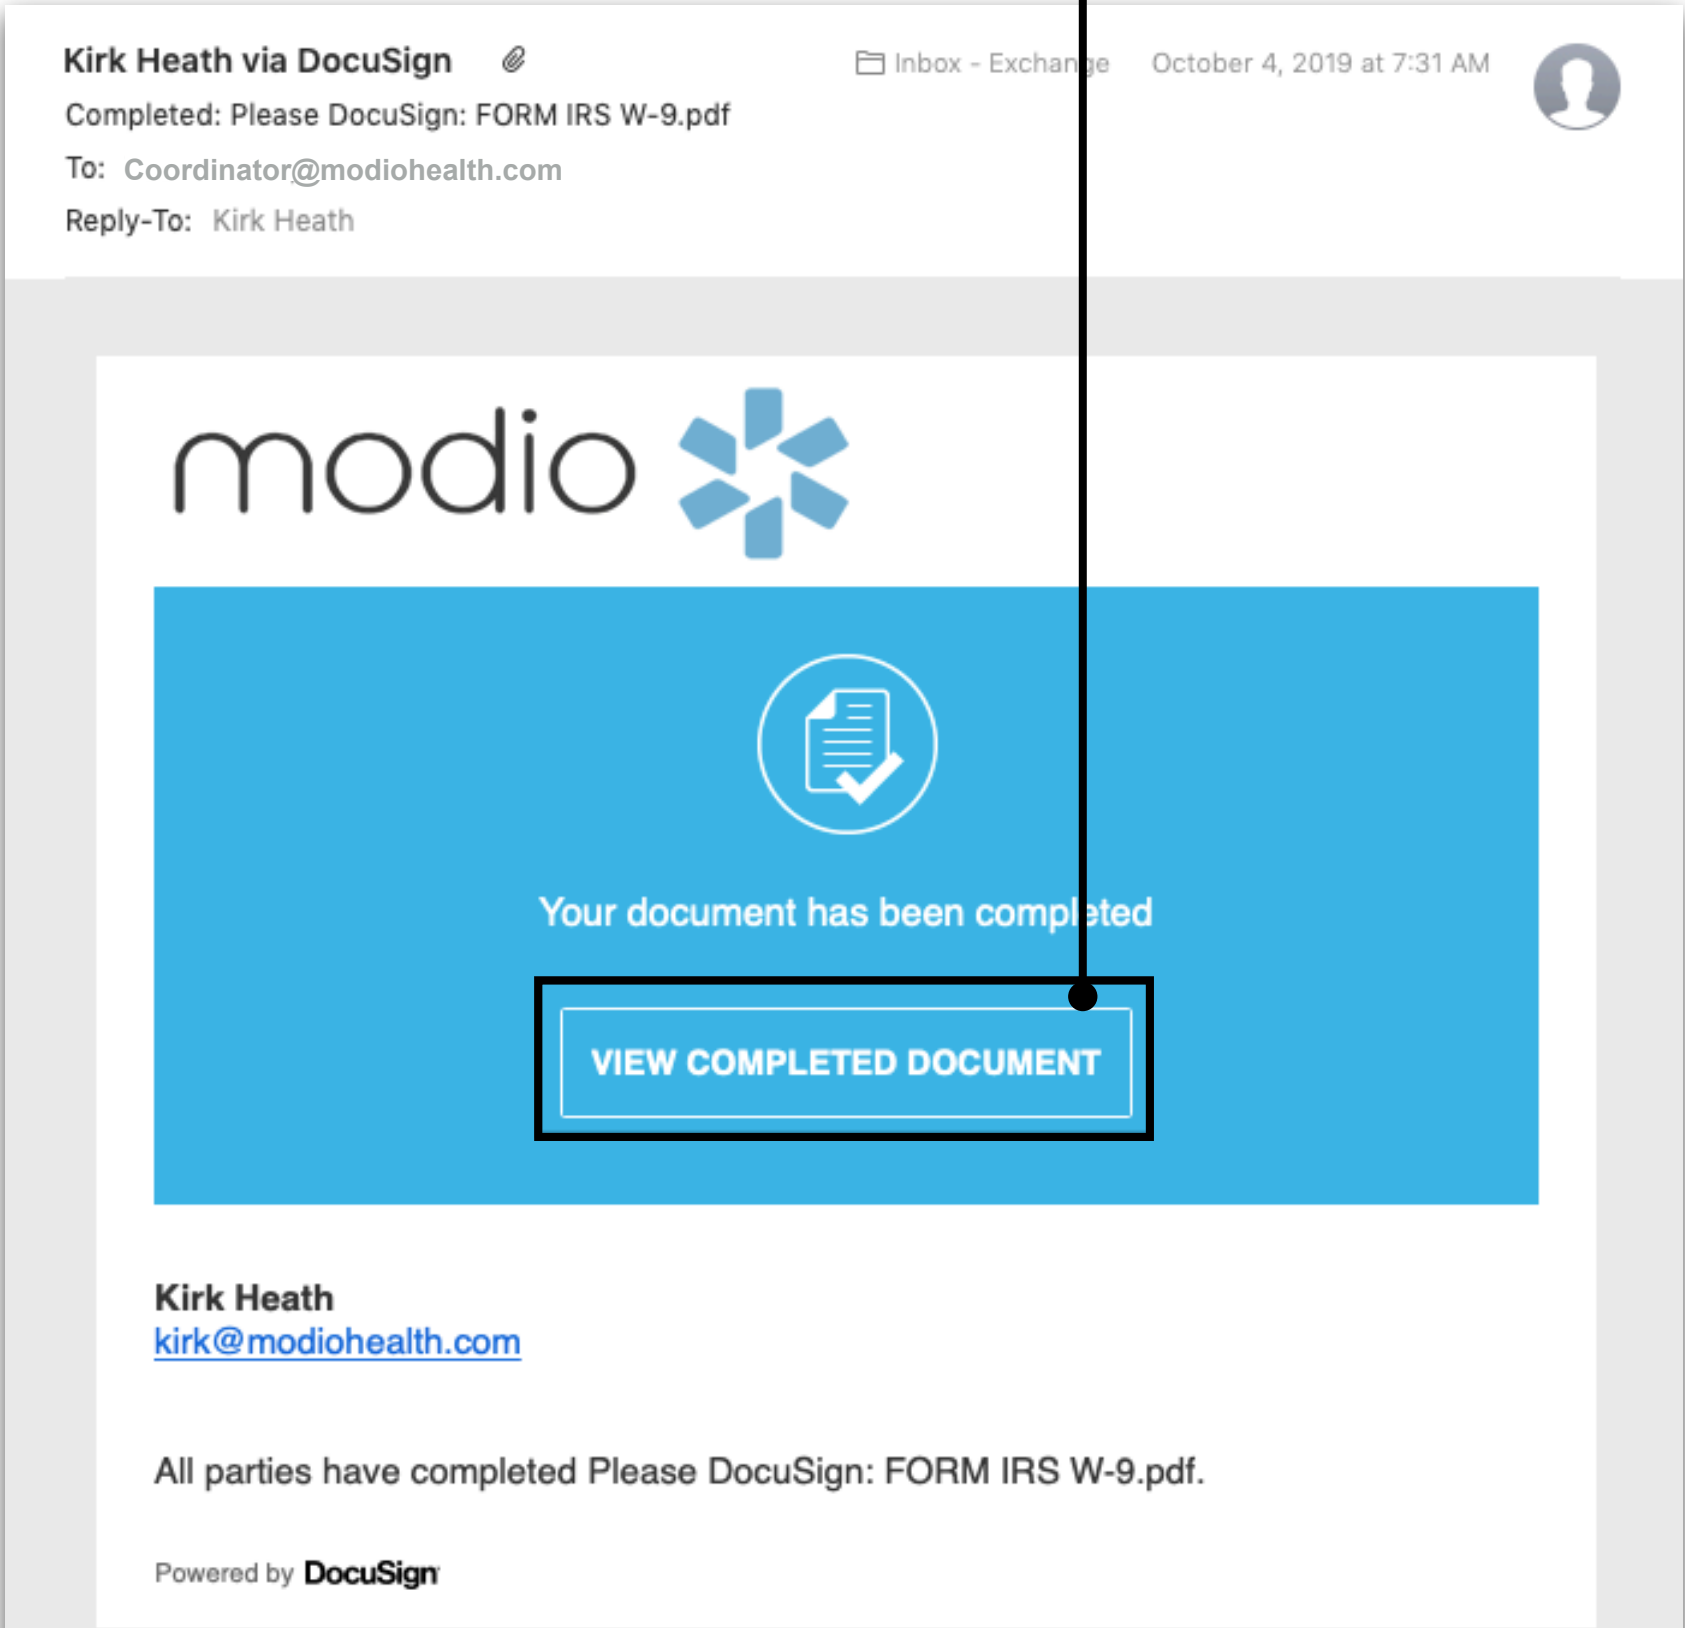 Kirk Heath via DocuSign
Inbox - Exchange October 4, 2019 at 7:31 AM
Completed: Please DocuSign: FORM IRS W-9.pdf
To: Coordinator@modiohealth.com
Reply-To: Kirk Heath
modio
Your document has been completed
VIEW COMPLETED DOCUMENT
Kirk Heath
kirk@modiohealth.com
All parties have completed Please DocuSign: FORM IRS W-9.pdf.
Powered by DocuSign